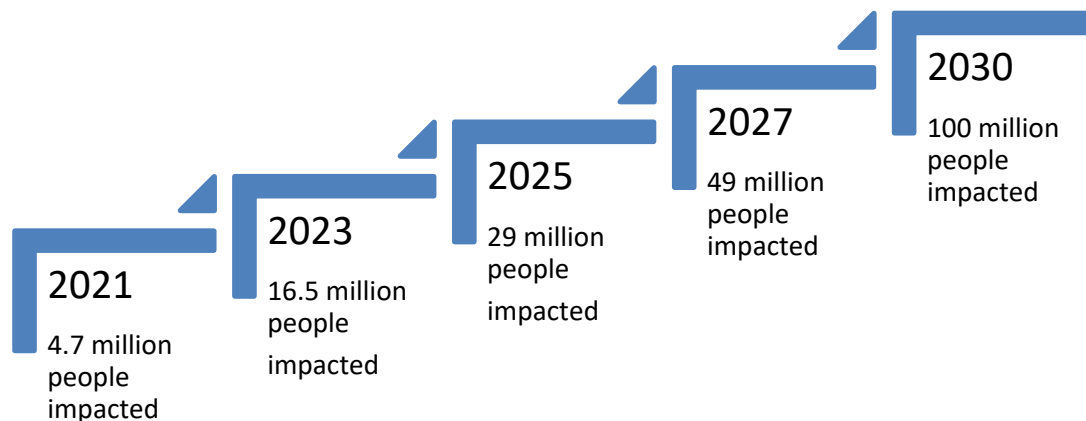 2021
4.7 million
people
impacted
2023
16.5 million
people
impacted
2025
29 million
people
impacted
2027
49 million
people
impacted
2030
100 million
people
impacted